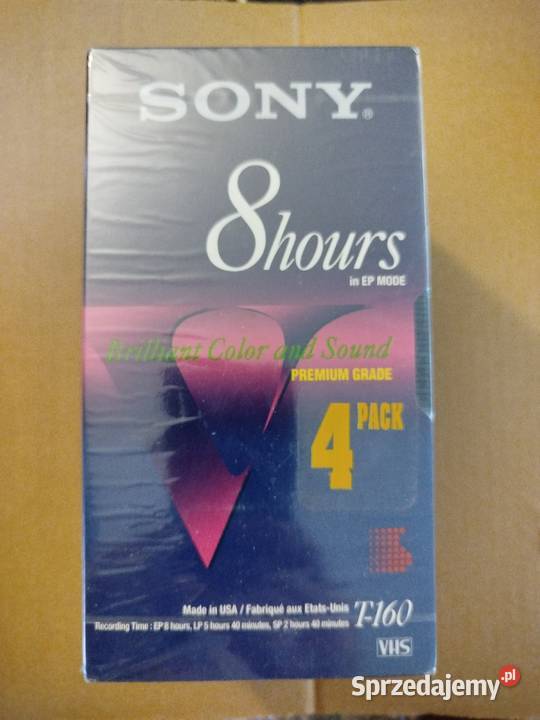 SONY®
8hours
in EP MODE
Brilliant Color and Sound
PREMIUM GRADE
4 PACK
Made in USA / Fabriqué aux Etats-Unis
T-160
Recording Time : EP 8 hours, LP 5 hours 40 minutes, SP 2 hours 40 minutes
VHS
Sprzedajemy.pl